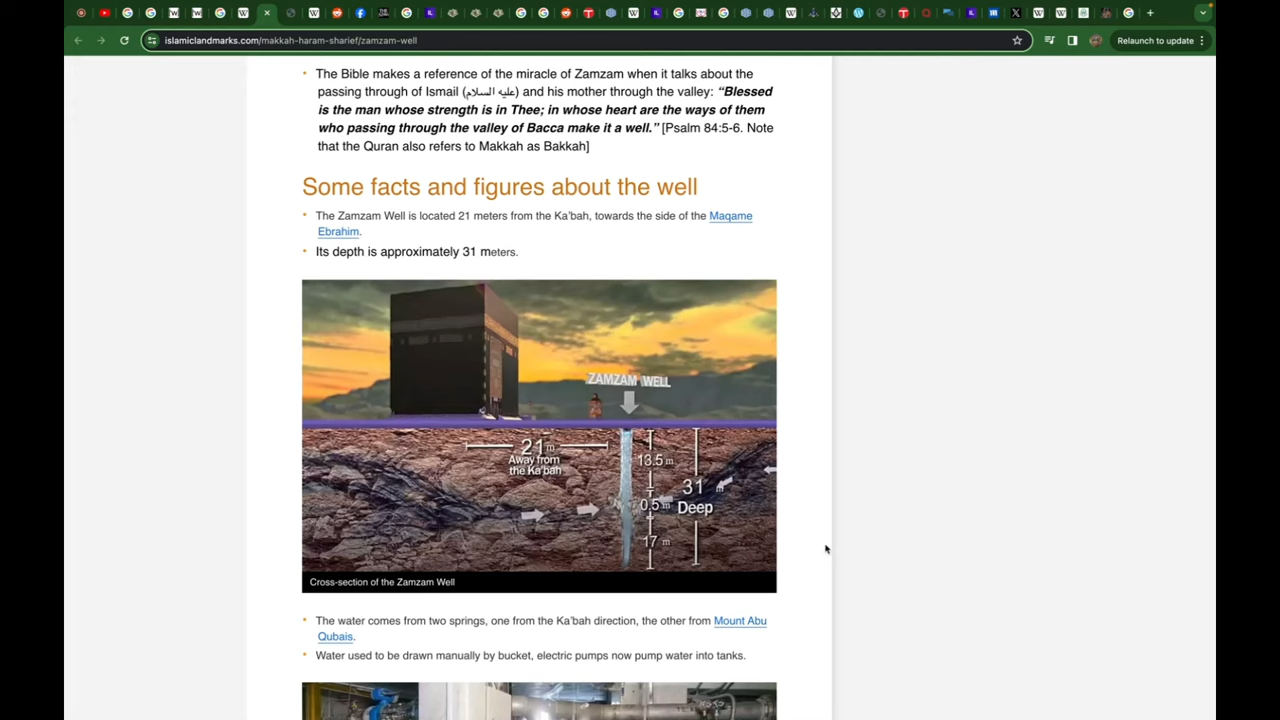 islamiclandmarks.com/makkah-haram-sharief/zamzam-well
Relaunch to update
• The Bible makes a reference of the miracle of Zamzam when it talks about the
passing through of Ismail (عليه السلام) and his mother through the valley: “Blessed
is the man whose strength is in Thee; in whose heart are the ways of them
who passing through the valley of Bacca make it a well.” [Psalm 84:5-6. Note
that the Quran also refers to Makkah as Bakkah]
Some facts and figures about the well
• The Zamzam Well is located 21 meters from the Ka’bah, towards the side of the Maqame
Ebrahim.
• Its depth is approximately 31 meters.
ZAMZAM WELL
21 m
Away from
the Ka'bah
13.5 m
0.5 m
17 m
31 m
Deep
Cross-section of the Zamzam Well
• The water comes from two springs, one from the Ka’bah direction, the other from Mount Abu
Qubais.
• Water used to be drawn manually by bucket, electric pumps now pump water into tanks.